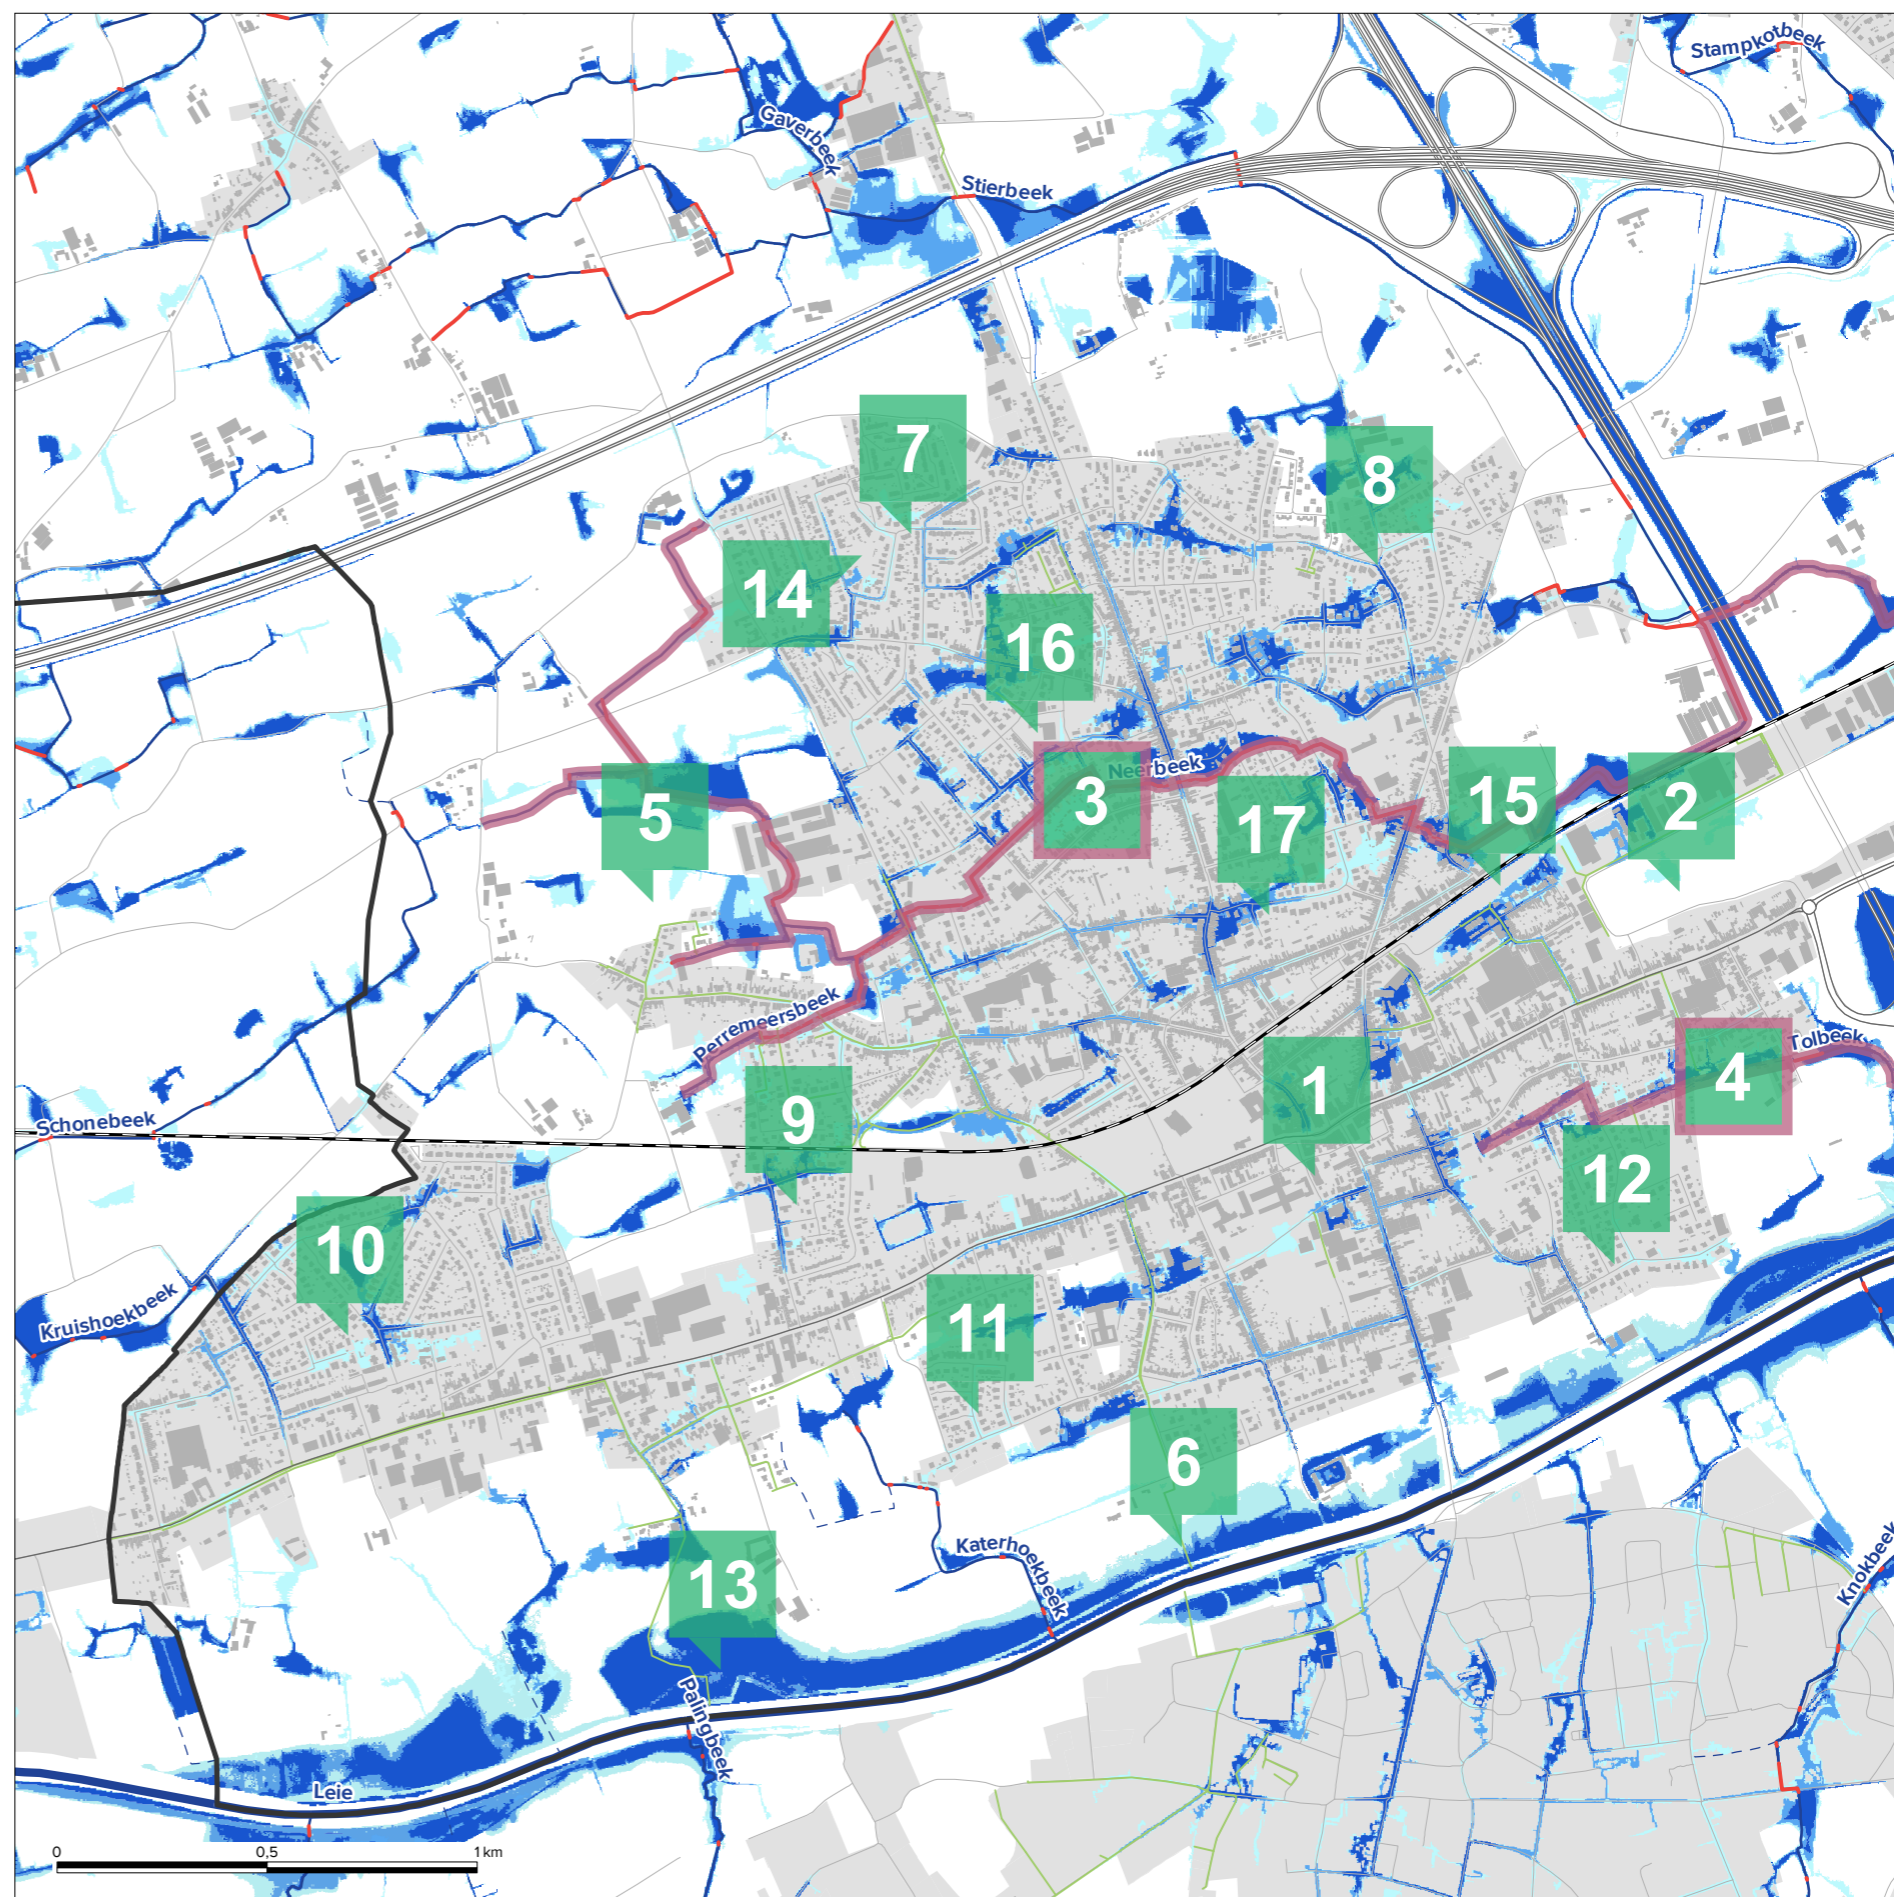 Stampkotbeek
Gaverbeek
Stierbeek
7
8
14
16
Neerbeek
3
5
17
15
2
Perremeersbeek
Tolbeek
4
1
9
12
Schonebeek
10
Kruishoekbeek
11
6
Katerhoekbeek
Knokbeek
13
Palingbeek
Leie
0 0,5 1 km